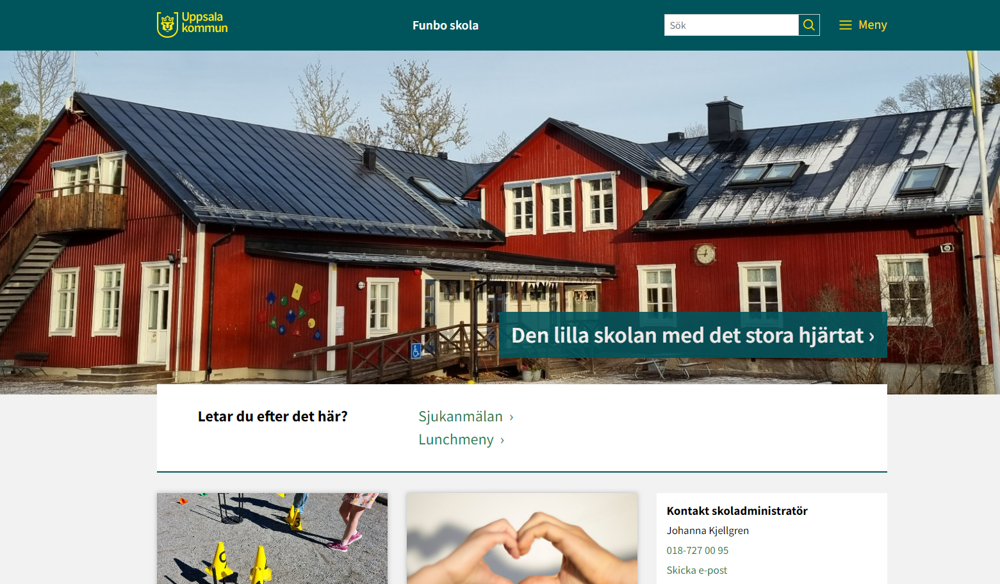 Uppsala
kommun
Funbo skola
Sök
Meny
Den lilla skolan med det stora hjärtat ›
Letar du efter det här?
Sjukanmälan ›
Lunchmeny ›
Kontakt skoladministratör
Johanna Kjellgren
018-727 00 95
Skicka e-post